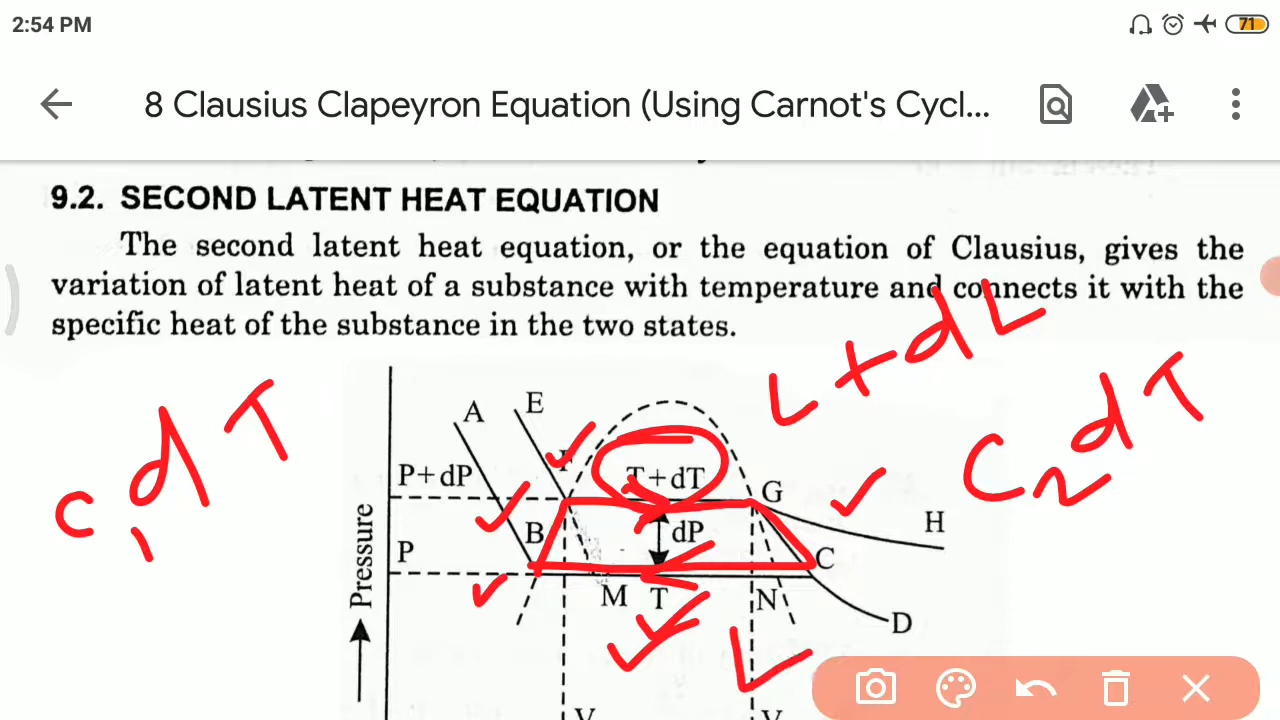 2:54 PM
71
8 Clausius Clapeyron Equation (Using Carnot's Cycl...
9.2. SECOND LATENT HEAT EQUATION
The second latent heat equation, or the equation of Clausius, gives the
variation of latent heat of a substance with temperature and connects it with the
specific heat of the substance in the two states.
L+dL
C1dT
C2dT
A
E
F
P+dP
T+dT
G
H
B
dP
P
C
M
T
N
D
L
Pressure
V
V